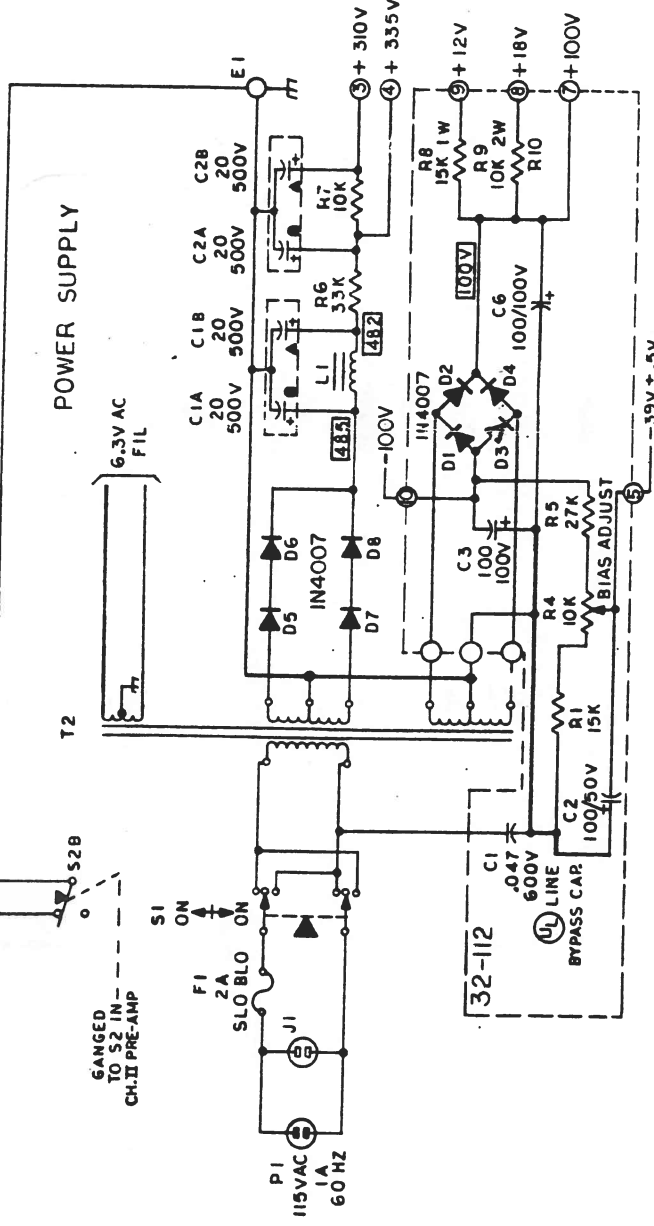 POWER SUPPLY
T2
6.3V AC
FIL
E1
C1A
20
500V
C1B
20
500V
C2A
20
500V
C2B
20
500V
R7
10K
③ + 310V
④ + 335V
R6
33K
L1
482
485
D6
D5
1N4007
D8
D7
-100V
⑩
S2B
GANGED
TO S2 IN
CH. II PRE-AMP
S1
ON
ON
F1
2A
SLO BLO
J1
P1
115VAC
1A
60 HZ
R8
15K 1W
⑨ +12V
R9
10K 2W
R10
⑧ +18V
⑦ +100V
100V
C6
100/100V
1N4007
D1
D2
D3
D4
C3
100
100V
R5
27K
R4
10K
BIAS ADJUST
R1
15K
C2
100/50V
C1
.047
600V
UL LINE
BYPASS CAP.
32-112
⑤ -39V ± .5V